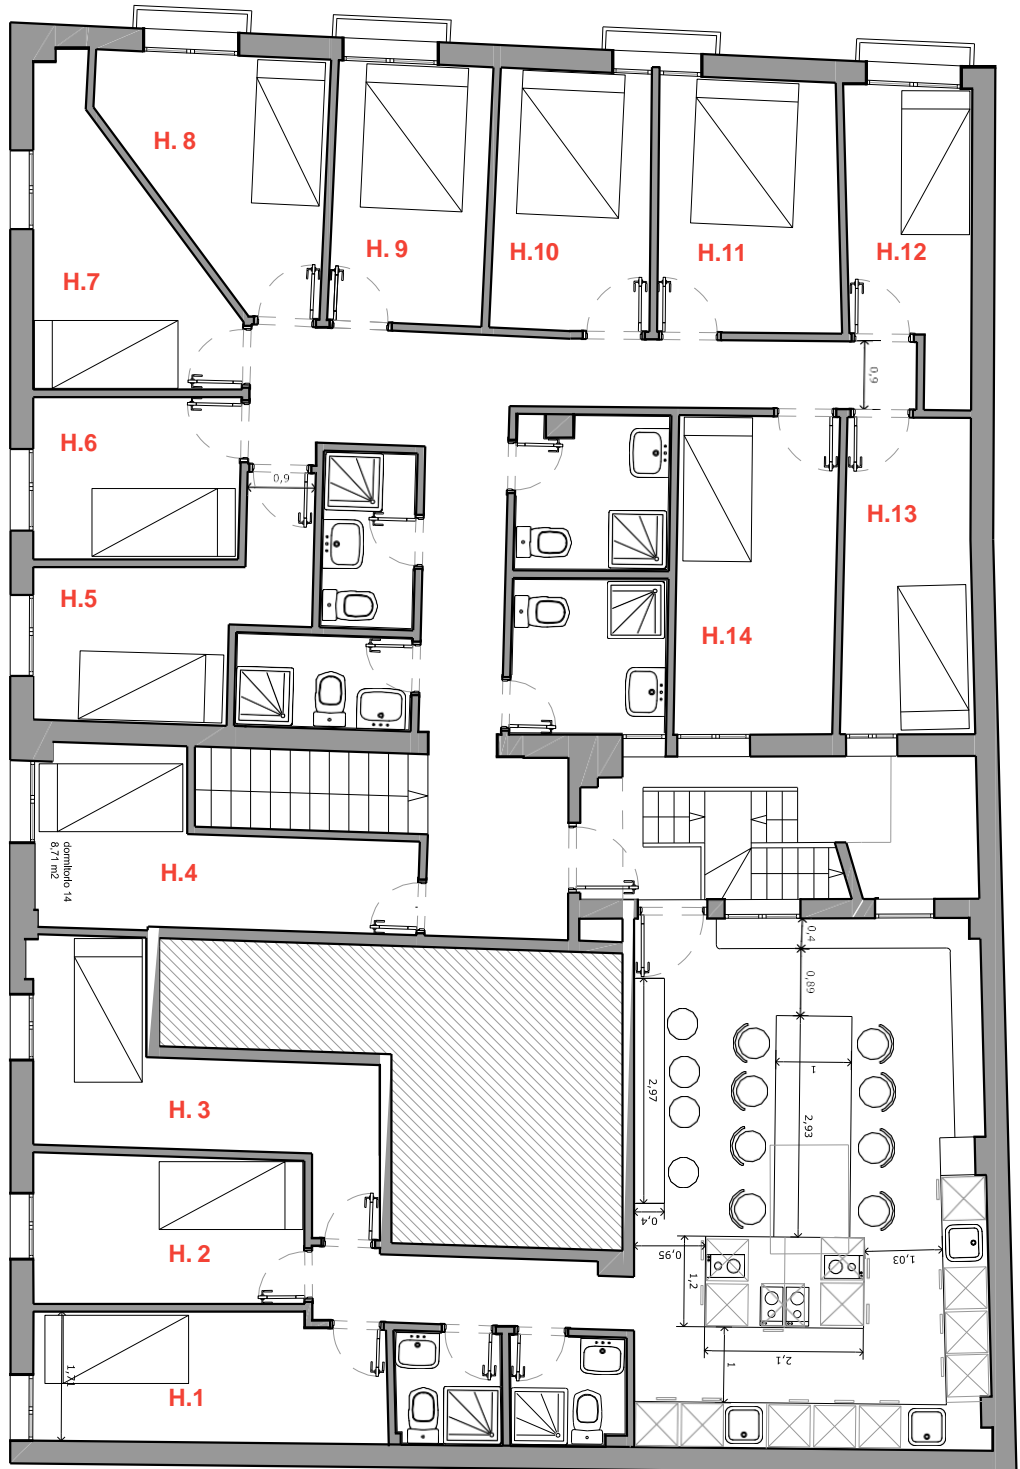 H. 8
H. 9
H.10
H.11
H.12
H.7
0,9
H.6
0,9
H.13
H.5
H.14
dormitorio 14
8,71 m2
H.4
0,4
0,89
1
2,97
2,93
H. 3
0,4
0,95
1,03
1,2
H. 2
2,1
1
1,71
H.1